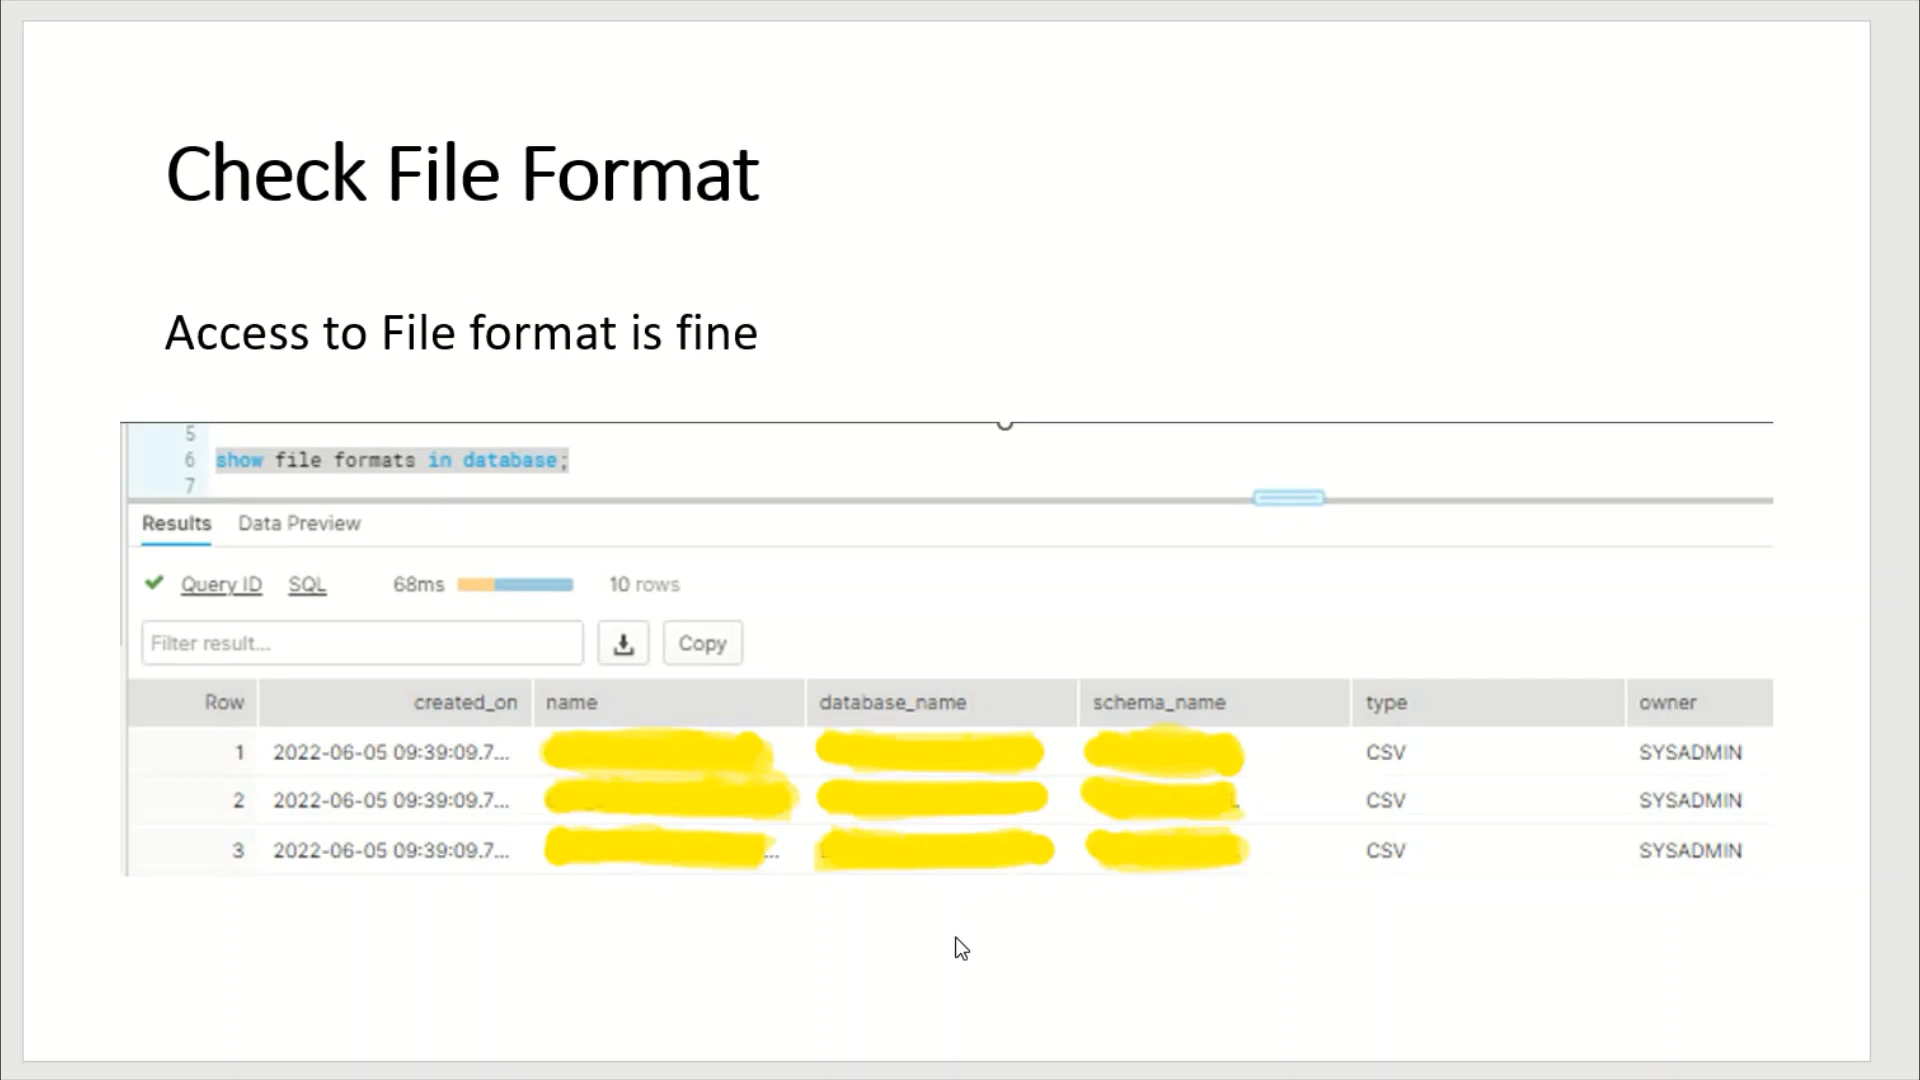 Check File Format
Access to File format is fine
5
6 show file formats in database;
7
Results Data Preview
Query ID SQL 68ms 10 rows
Filter result... Copy
Row created_on name database_name schema_name type owner
1 2022-06-05 09:39:09.7... CSV SYSADMIN
2 2022-06-05 09:39:09.7... CSV SYSADMIN
3 2022-06-05 09:39:09.7... ... CSV SYSADMIN